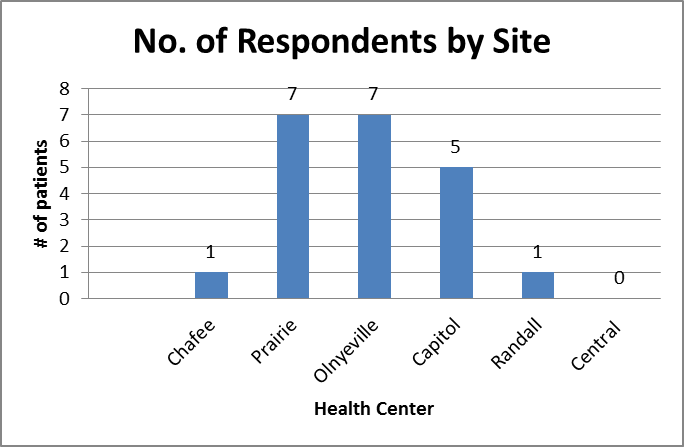 No. of Respondents by Site
# of patients
8
7
6
5
4
3
2
1
0
1
7
7
5
1
0
Chafee
Prairie
Olnyeville
Capitol
Randall
Central
Health Center